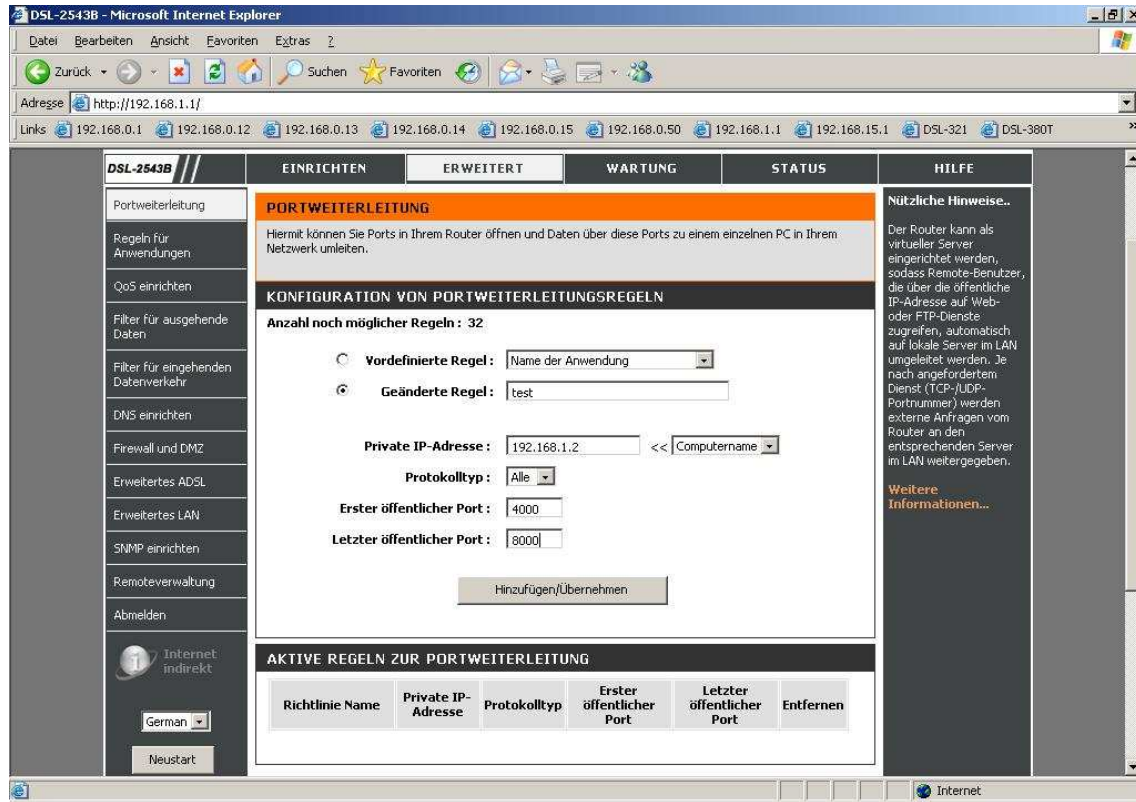 DSL-2543B - Microsoft Internet Explorer
Datei Bearbeiten Ansicht Favoriten Extras ?
Zurück Suchen Favoriten
Adresse http://192.168.1.1/
Links 192.168.0.1 192.168.0.12 192.168.0.13 192.168.0.14 192.168.0.15 192.168.0.50 192.168.1.1 192.168.15.1 DSL-321 DSL-380T »
DSL-2543B EINRICHTEN ERWEITERT WARTUNG STATUS HILFE
Portweiterleitung
Regeln für
Anwendungen
QoS einrichten
Filter für ausgehende
Daten
Filter für eingehenden
Datenverkehr
DNS einrichten
Firewall und DMZ
Erweitertes ADSL
Erweitertes LAN
SNMP einrichten
Remoteverwaltung
Abmelden
Internet
indirekt
German
Neustart
PORTWEITERLEITUNG
Hiermit können Sie Ports in Ihrem Router öffnen und Daten über diese Ports zu einem einzelnen PC in Ihrem
Netzwerk umleiten.
KONFIGURATION VON PORTWEITERLEITUNGSREGELN
Anzahl noch möglicher Regeln : 32
Vordefinierte Regel : Name der Anwendung
Geänderte Regel : test
Private IP-Adresse : 192.168.1.2 << Computername
Protokolltyp : Alle
Erster öffentlicher Port : 4000
Letzter öffentlicher Port : 8000
Hinzufügen/Übernehmen
AKTIVE REGELN ZUR PORTWEITERLEITUNG
Richtlinie Name Private IP-Adresse Protokolltyp Erster öffentlicher Port Letzter öffentlicher Port Entfernen
Nützliche Hinweise..
Der Router kann als
virtueller Server
eingerichtet werden,
sodass Remote-Benutzer,
die über die öffentliche
IP-Adresse auf Web-
oder FTP-Dienste
zugreifen, automatisch
auf lokale Server im LAN
umgeleitet werden. Je
nach angefordertem
Dienst (TCP-/UDP-
Portnummer) werden
externe Anfragen vom
Router an den
entsprechenden Server
im LAN weitergegeben.
Weitere
Informationen...
Internet